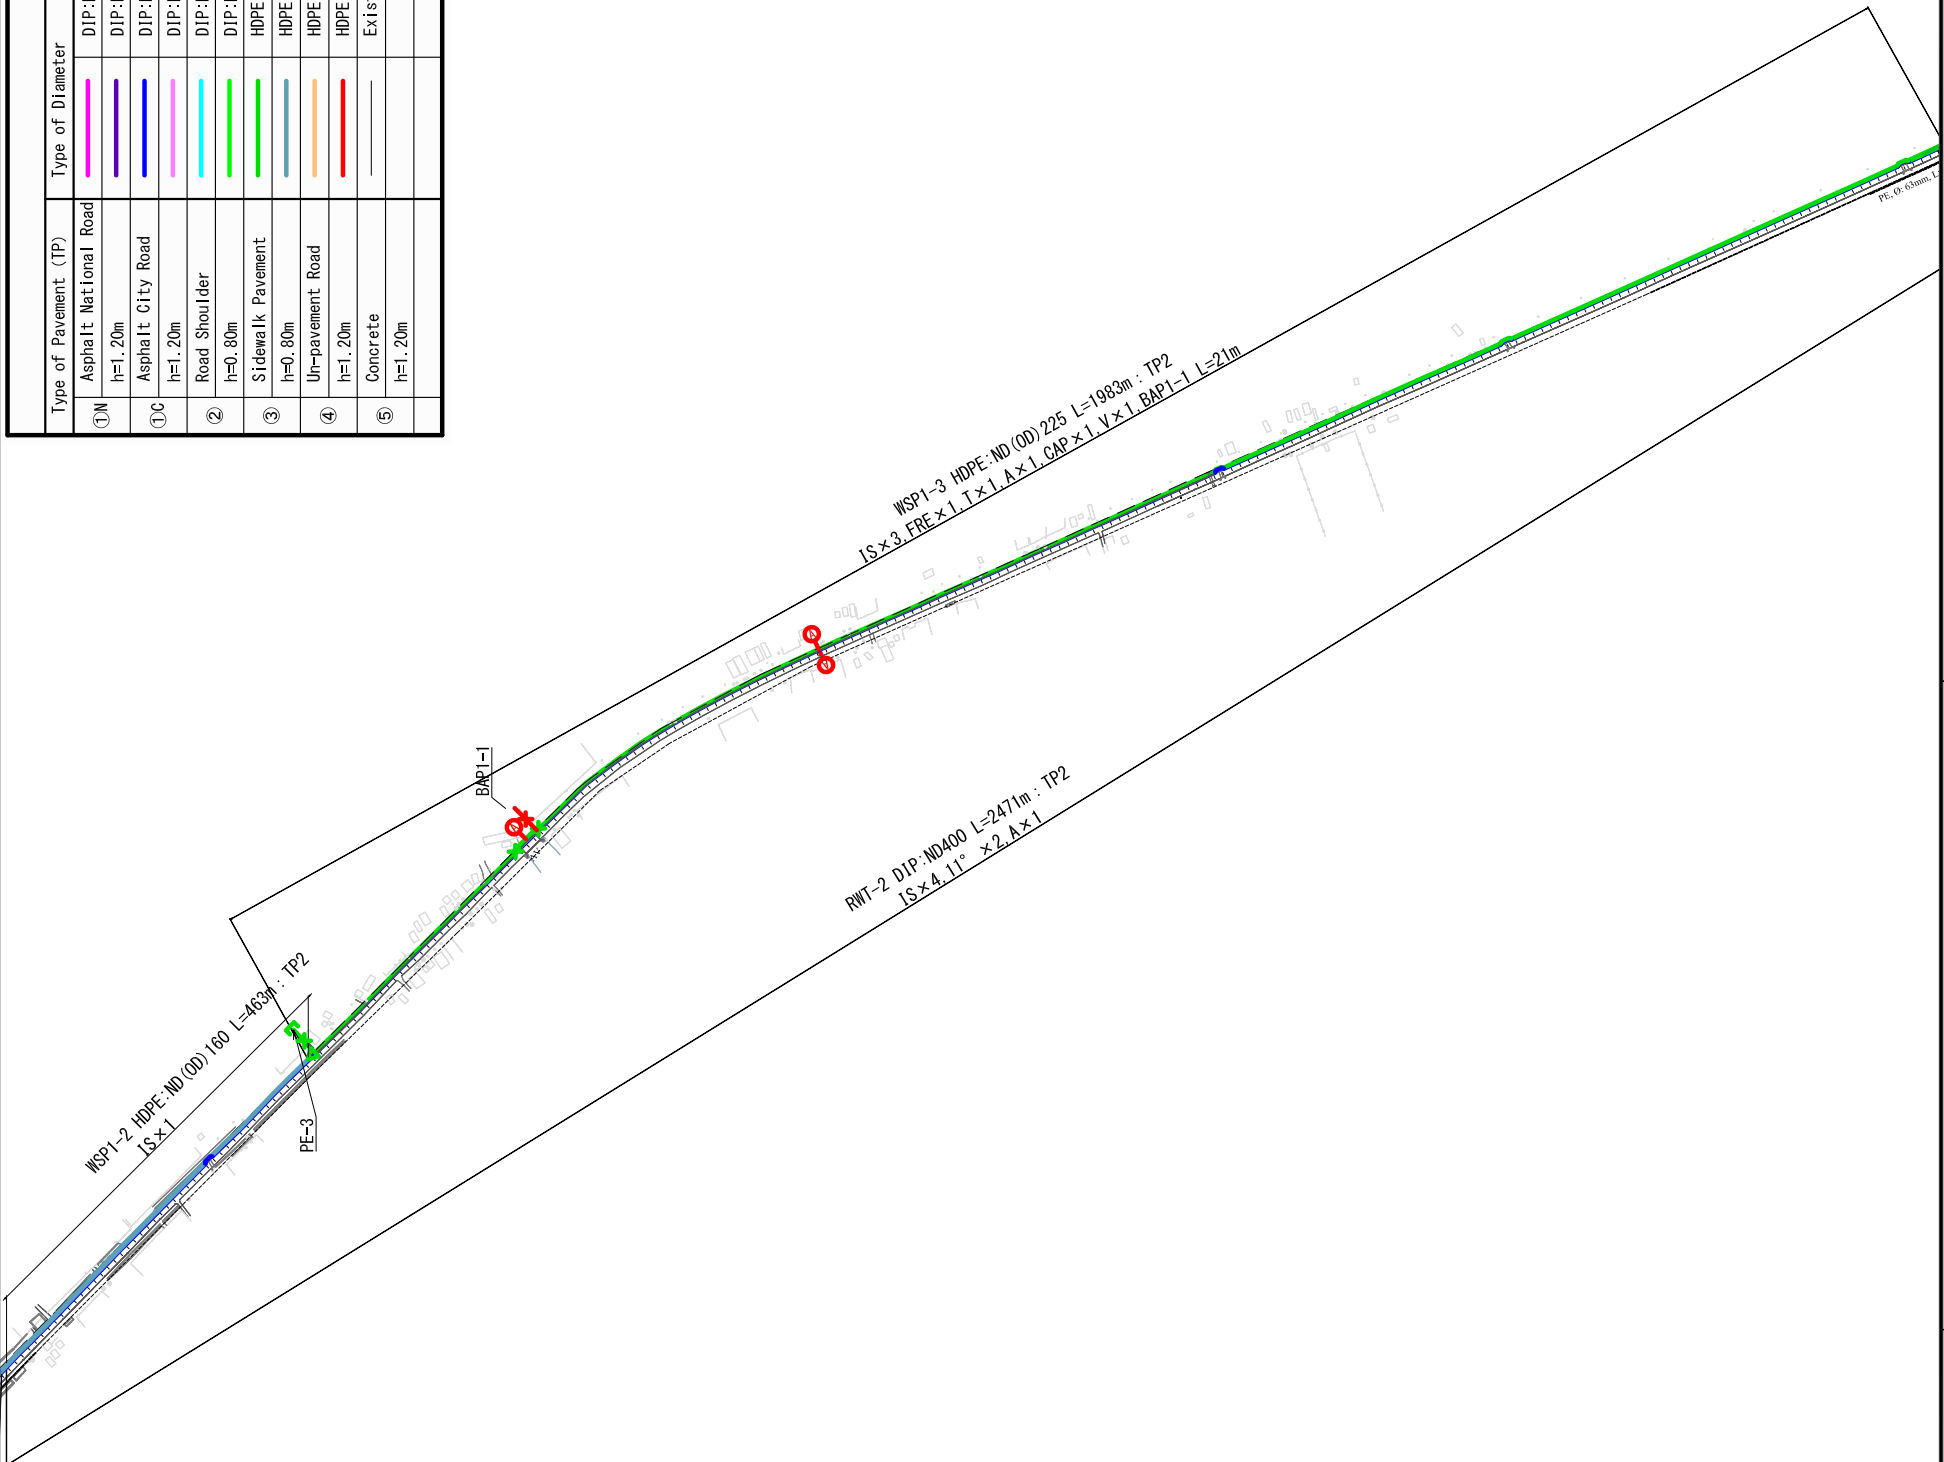 Type of Pavement (TP) Type of Diameter
①N Asphalt National Road DIP:
h=1.20m DIP:
①C Asphalt City Road DIP:
h=1.20m DIP:
② Road Shoulder DIP:
h=0.80m DIP:
③ Sidewalk Pavement HDPE
h=0.80m HDPE
④ Un-pavement Road HDPE
h=1.20m HDPE
⑤ Concrete Exis
h=1.20m
PE, Ø: 63mm, L
WSP1-3 HDPE:ND(OD)225 L=1983m : TP2
IS×3,FRE×1,T×1,A×1,CAP×1,V×1,BAP1-1 L=21m
BAP1-1
RWT-2 DIP:ND400 L=2471m : TP2
IS×4,11° ×2,A×1
WSP1-2 HDPE:ND(OD)160 L=463m : TP2
IS×1
PE-3